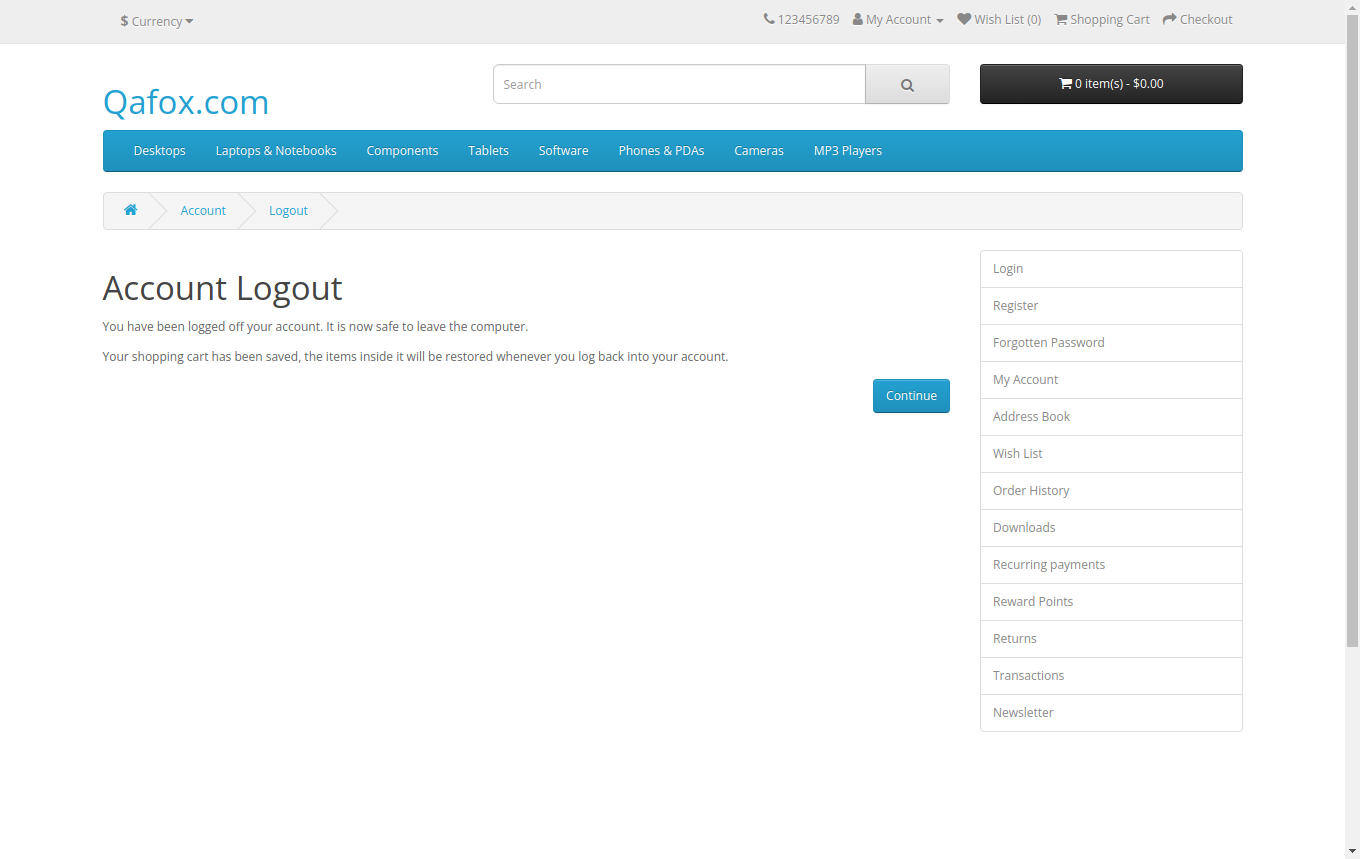 $ Currency
123456789 My Account Wish List (0) Shopping Cart Checkout
Qafox.com
Search
0 item(s) - $0.00
Desktops Laptops & Notebooks Components Tablets Software Phones & PDAs Cameras MP3 Players
Account Logout
Account Logout
You have been logged off your account. It is now safe to leave the computer.
Your shopping cart has been saved, the items inside it will be restored whenever you log back into your account.
Continue
Login
Register
Forgotten Password
My Account
Address Book
Wish List
Order History
Downloads
Recurring payments
Reward Points
Returns
Transactions
Newsletter